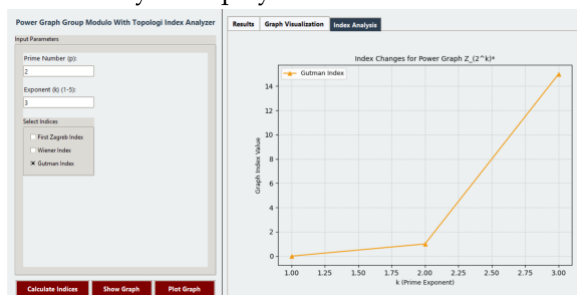 Power Graph Group Modulo With Topologi Index Analyzer
Input Parameters
Prime Number (p):
2
Exponent (k) (1-5):
3
Select Indices
First Zagreb Index
Wiener Index
Gutman Index
Calculate Indices
Show Graph
Plot Graph
Results
Graph Visualization
Index Analysis
Index Changes for Power Graph Z_(2^k)*
Gutman Index
Graph Index Value
14
12
10
8
6
4
2
0
1.00 1.25 1.50 1.75 2.00 2.25 2.50 2.75 3.00
k (Prime Exponent)